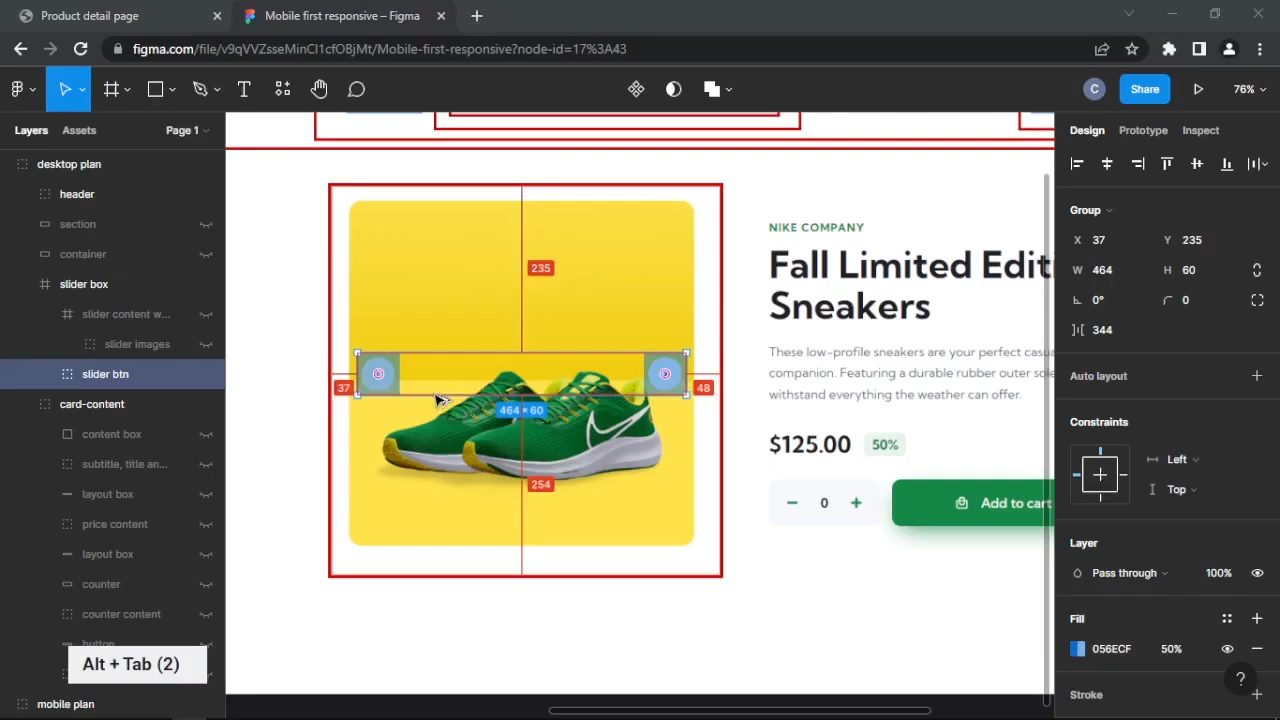 Product detail page
Mobile first responsive – Figma
figma.com/file/v9qVVZsseMinCl1cfOBjMt/Mobile-first-responsive?node-id=17%3A43
C
Share
76%
Layers
Assets
Page 1
desktop plan
header
section
container
slider box
slider content w...
slider images
slider btn
card-content
content box
subtitle, title an...
layout box
price content
layout box
counter
counter content
button
mobile plan
Alt + Tab (2)
235
37
48
464 × 60
254
NIKE COMPANY
Fall Limited Editi
Sneakers
These low-profile sneakers are your perfect casua
companion. Featuring a durable rubber outer sole
withstand everything the weather can offer.
$125.00
50%
0
Add to cart
Design
Prototype
Inspect
Group
X 37
Y 235
W 464
H 60
0°
0
344
Auto layout
Constraints
Left
Top
Layer
Pass through
100%
Fill
056ECF
50%
?
Stroke